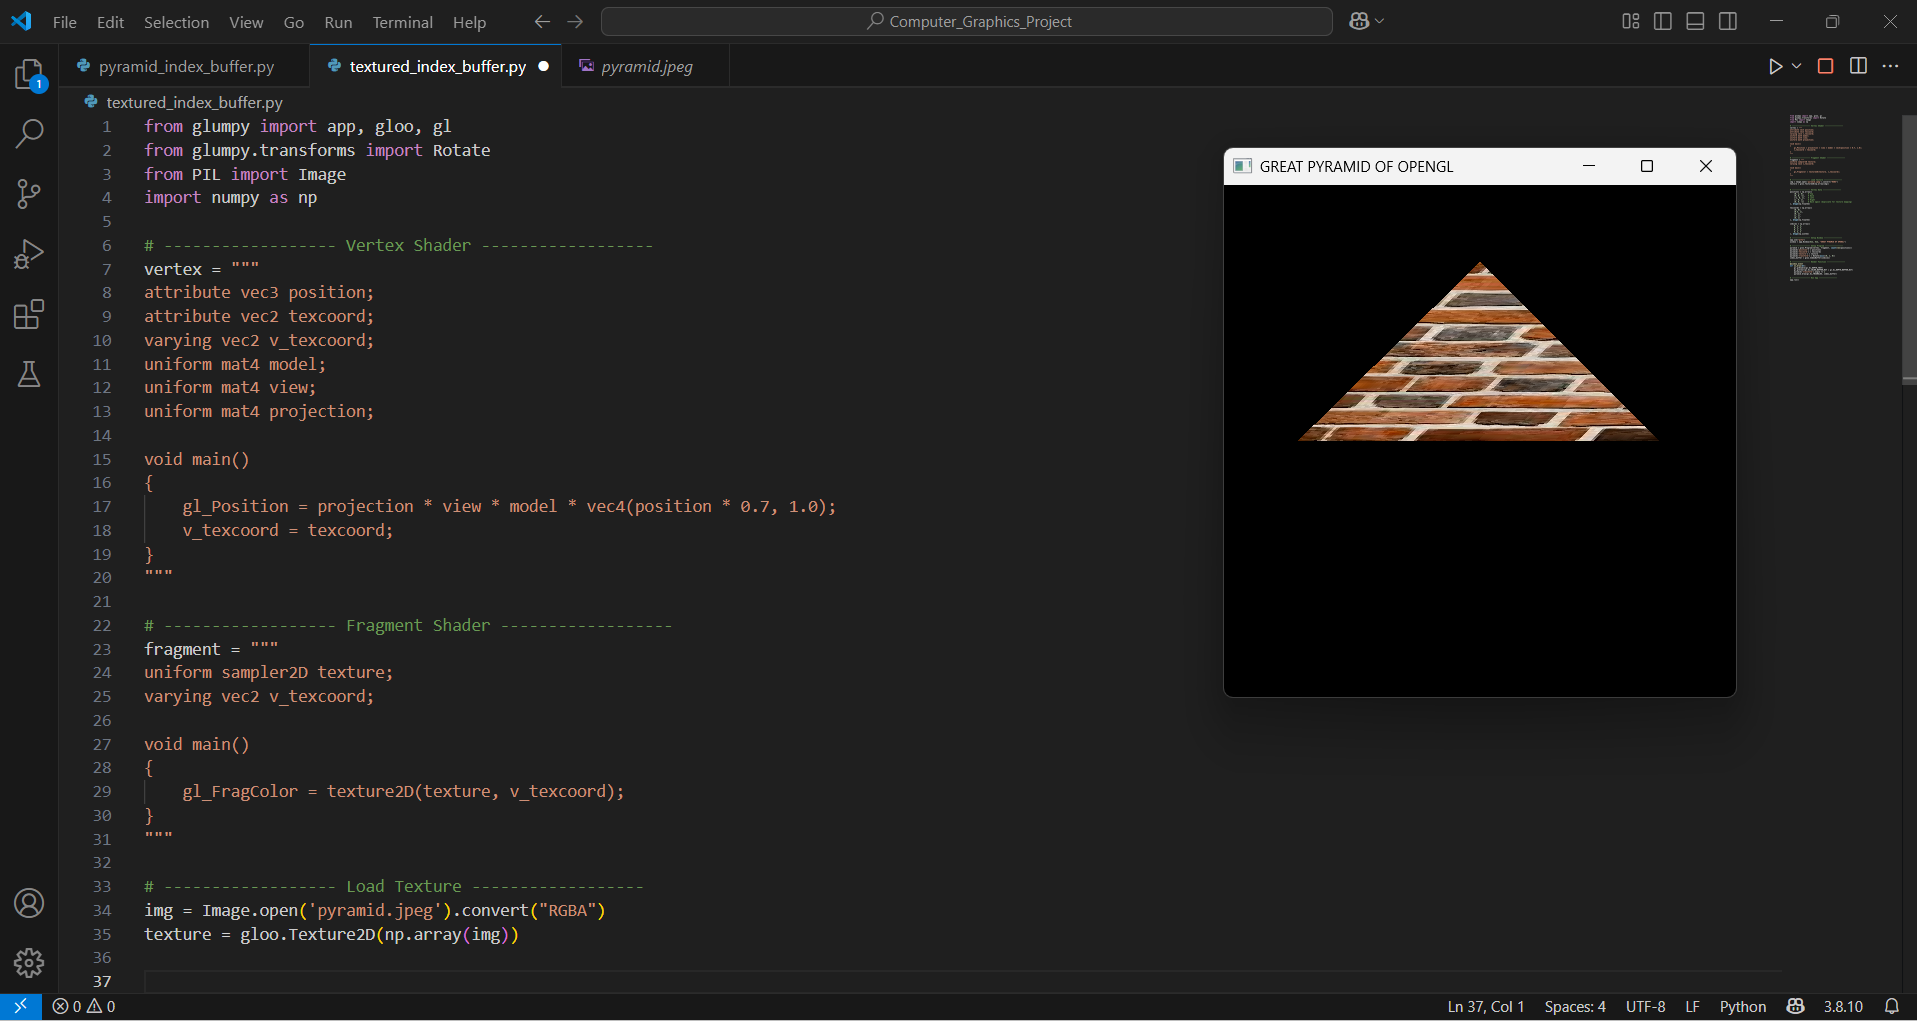 File Edit Selection View Go Run Terminal Help
Computer_Graphics_Project
1
pyramid_index_buffer.py
textured_index_buffer.py
pyramid.jpeg
textured_index_buffer.py
1 from glumpy import app, gloo, gl
2 from glumpy.transforms import Rotate
3 from PIL import Image
4 import numpy as np
5
6 # ------------------ Vertex Shader ------------------
7 vertex = """
8 attribute vec3 position;
9 attribute vec2 texcoord;
10 varying vec2 v_texcoord;
11 uniform mat4 model;
12 uniform mat4 view;
13 uniform mat4 projection;
14
15 void main()
16 {
17     gl_Position = projection * view * model * vec4(position * 0.7, 1.0);
18     v_texcoord = texcoord;
19 }
20 """
21
22 # ------------------ Fragment Shader ------------------
23 fragment = """
24 uniform sampler2D texture;
25 varying vec2 v_texcoord;
26
27 void main()
28 {
29     gl_FragColor = texture2D(texture, v_texcoord);
30 }
31 """
32
33 # ------------------ Load Texture ------------------
34 img = Image.open('pyramid.jpeg').convert("RGBA")
35 texture = gloo.Texture2D(np.array(img))
36
37
GREAT PYRAMID OF OPENGL
0 0
Ln 37, Col 1
Spaces: 4
UTF-8
LF
Python
3.8.10